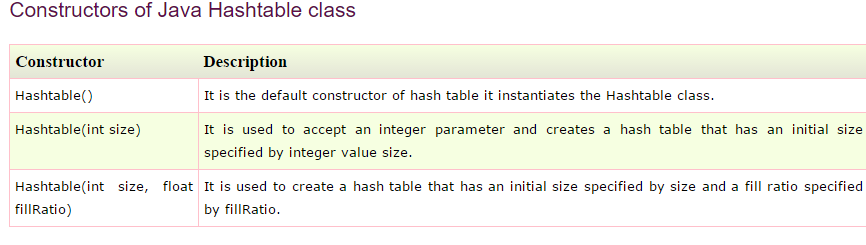 Constructors of Java Hashtable class
Constructor Description
Hashtable() It is the default constructor of hash table it instantiates the Hashtable class.
Hashtable(int size) It is used to accept an integer parameter and creates a hash table that has an initial size
specified by integer value size.
Hashtable(int size, float It is used to create a hash table that has an initial size specified by size and a fill ratio specified
fillRatio) by fillRatio.